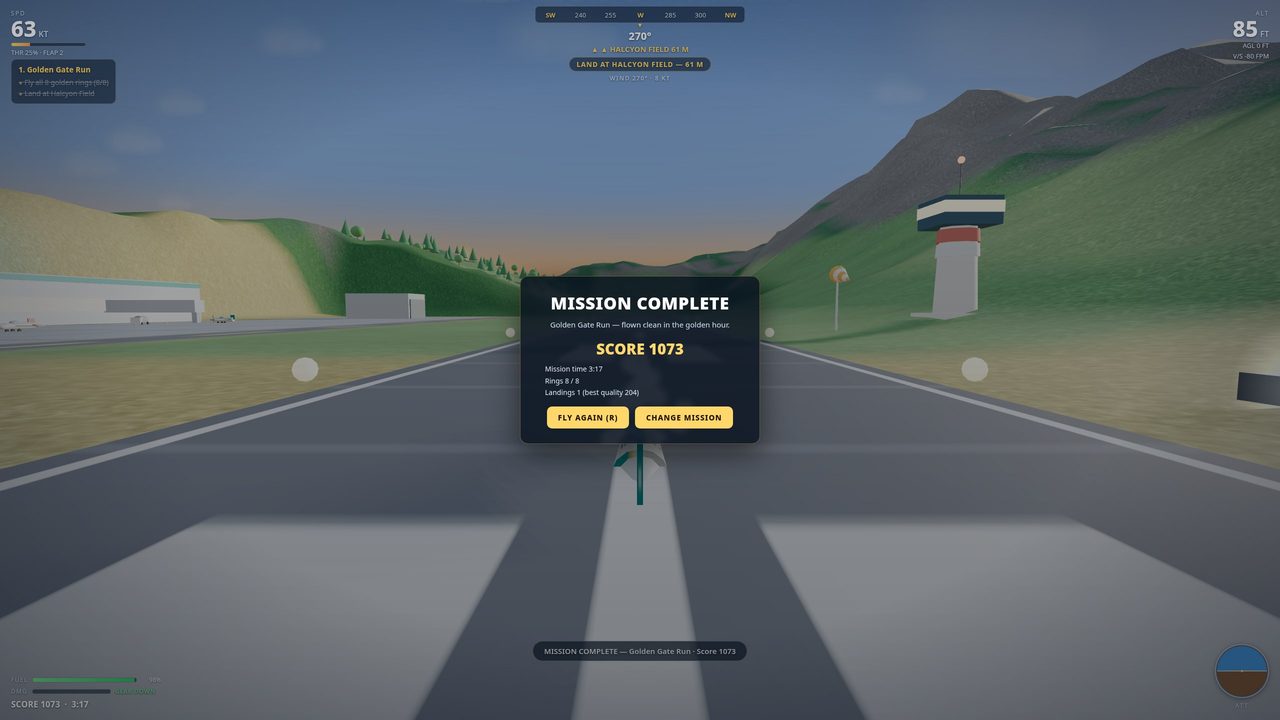 SPD
63 KT
THR 25% · FLAP 2
1. Golden Gate Run
Fly all 8 golden rings (8/8)
Land at Halcyon Field
SW 240 255 W 285 300 NW
270°
▲ ▲ HALCYON FIELD 61 M
LAND AT HALCYON FIELD — 61 M
WIND 270° · 8 KT
ALT
85 FT
AGL 0 FT
V/S -80 FPM
MISSION COMPLETE
Golden Gate Run — flown clean in the golden hour.
SCORE 1073
Mission time 3:17
Rings 8 / 8
Landings 1 (best quality 204)
FLY AGAIN (R) CHANGE MISSION
MISSION COMPLETE — Golden Gate Run · Score 1073
FUEL 98%
DMG GEAR DOWN
SCORE 1073 · 3:17